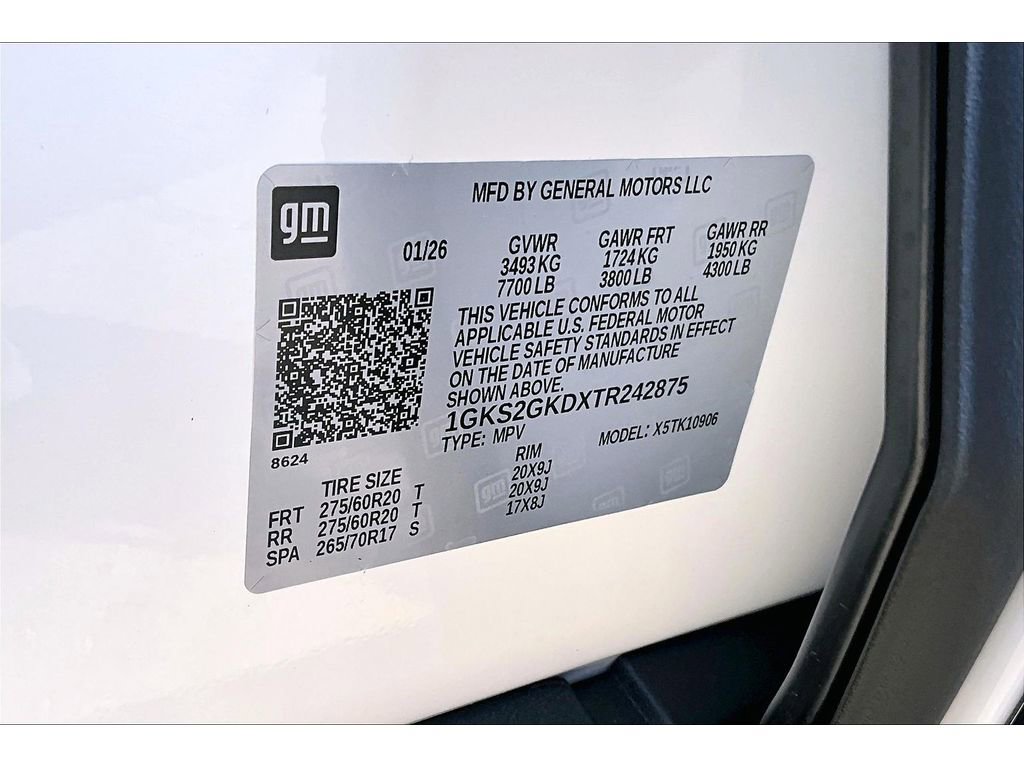 gm
MFD BY GENERAL MOTORS LLC
01/26 GVWR GAWR FRT GAWR RR
3493 KG 1724 KG 1950 KG
7700 LB 3800 LB 4300 LB
THIS VEHICLE CONFORMS TO ALL
APPLICABLE U.S. FEDERAL MOTOR
VEHICLE SAFETY STANDARDS IN EFFECT
ON THE DATE OF MANUFACTURE
SHOWN ABOVE.
1GKS2GKDXTR242875
TYPE: MPV MODEL: X5TK10906
8624
TIRE SIZE RIM
FRT 275/60R20 T 20X9J
RR 275/60R20 T 20X9J
SPA 265/70R17 S 17X8J